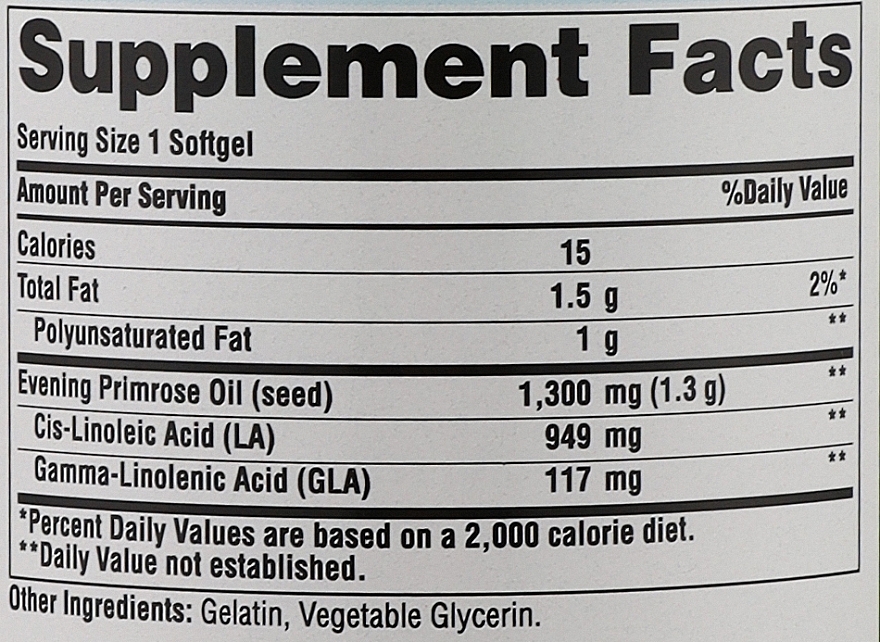 Supplement Facts
Serving Size 1 Softgel
Amount Per Serving %Daily Value
Calories 15
Total Fat 1.5 g 2%*
Polyunsaturated Fat 1 g **
Evening Primrose Oil (seed) 1,300 mg (1.3 g) **
Cis-Linoleic Acid (LA) 949 mg **
Gamma-Linolenic Acid (GLA) 117 mg **
*Percent Daily Values are based on a 2,000 calorie diet.
**Daily Value not established.
Other Ingredients: Gelatin, Vegetable Glycerin.